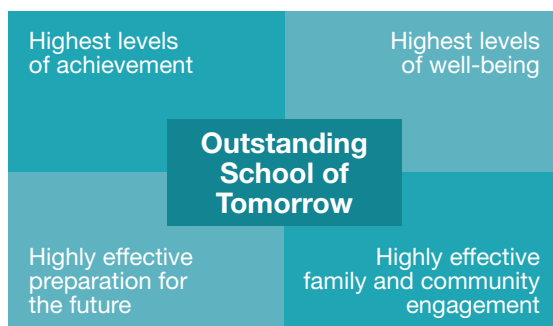 Highest levels
of achievement
Highest levels
of well-being
Outstanding
School of
Tomorrow
Highly effective
preparation for
the future
Highly effective
family and community
engagement